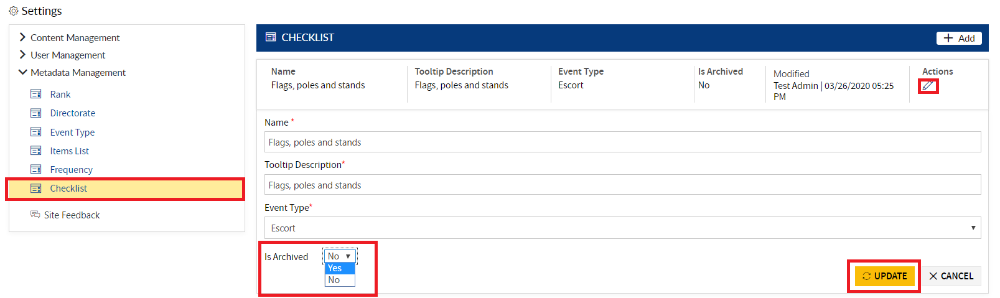 Settings
Content Management
User Management
Metadata Management
Rank
Directorate
Event Type
Items List
Frequency
Checklist
Site Feedback
CHECKLIST
Add
Name
Tooltip Description
Event Type
Is Archived
Modified
Actions
Flags, poles and stands
Flags, poles and stands
Escort
No
Test Admin | 03/26/2020 05:25
PM
Name *
Flags, poles and stands
Tooltip Description*
Flags, poles and stands
Event Type*
Escort
Is Archived No
Yes
No
UPDATE
CANCEL